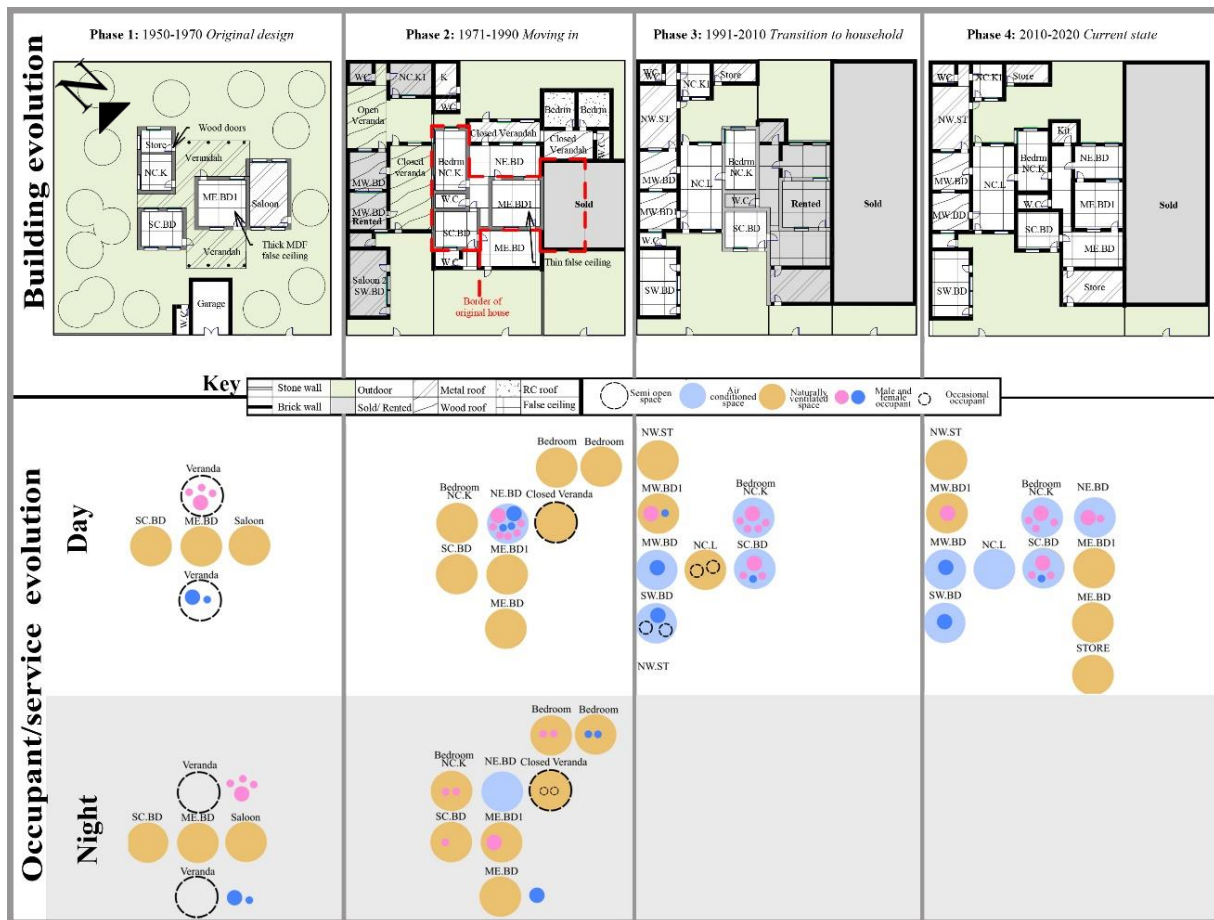 Phase 1: 1950-1970 Original design
Phase 2: 1971-1990 Moving in
Phase 3: 1991-2010 Transition to household
Phase 4: 2010-2020 Current state
Building evolution
N
Wood doors
Store
Verandah
NC.K
ME.BD1
Saloon
SC.BD
Verandah
Thick MDF
false ceiling
Garage
W.C
WC
NC.K1
K
WC
Bedrm
Bedrm
Open
Veranda
Closed Verandah
Closed
Verandah
W.C
Closed
veranda
Bedrm
NC.K
NE.BD
MW.BD
MW.BD1
Rented
W.C
ME.BD1
Sold
SC.BD
ME.BD
W.C
Thin false ceiling
Saloon 2
SW.BD
Border of
original house
WC
NC.K1
Store
NW.ST
Bedrm
NC.K
MW.BD
NC.L
MW.BD1
W.C
Rented
Sold
W.C
SC.BD
SW.BD
WC
NC.K1
Store
NW.ST
Kit
Bedrm
NC.K
NE.BD
MW.BD
NC.L
W.C
ME.BD1
Sold
MW.BD1
SC.BD
ME.BD
W.C
SW.BD
Store
Key
Stone wall
Outdoor
Metal roof
RC roof
Brick wall
Sold/ Rented
Wood roof
False ceiling
Semi open
space
Air
conditioned
space
Naturally
ventilated
space
Male and
female
occupant
Occasional
occupant
Occupant/service evolution
Day
Veranda
SC.BD
ME.BD
Saloon
Veranda
Bedroom
Bedroom
Bedroom
NC.K
NE.BD
Closed Veranda
SC.BD
ME.BD1
ME.BD
NW.ST
MW.BD1
Bedroom
NC.K
MW.BD
NC.L
SC.BD
SW.BD
NW.ST
NW.ST
MW.BD1
Bedroom
NC.K
NE.BD
MW.BD
NC.L
SC.BD
ME.BD1
SW.BD
ME.BD
STORE
Night
Veranda
SC.BD
ME.BD
Saloon
Veranda
Bedroom
Bedroom
Bedroom
NC.K
NE.BD
Closed Veranda
SC.BD
ME.BD1
ME.BD